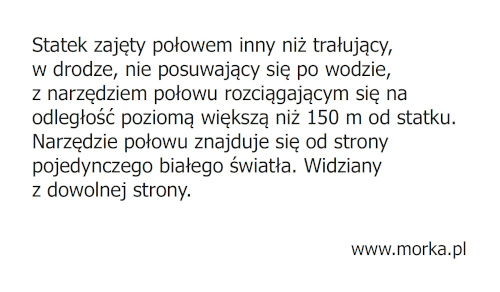 Statek zajęty połowem inny niż trałujący,
w drodze, nie posuwający się po wodzie,
z narzędziem połowu rozciągającym się na
odległość poziomą większą niż 150 m od statku.
Narzędzie połowu znajduje się od strony
pojedynczego białego światła. Widziany
z dowolnej strony.
www.morka.pl